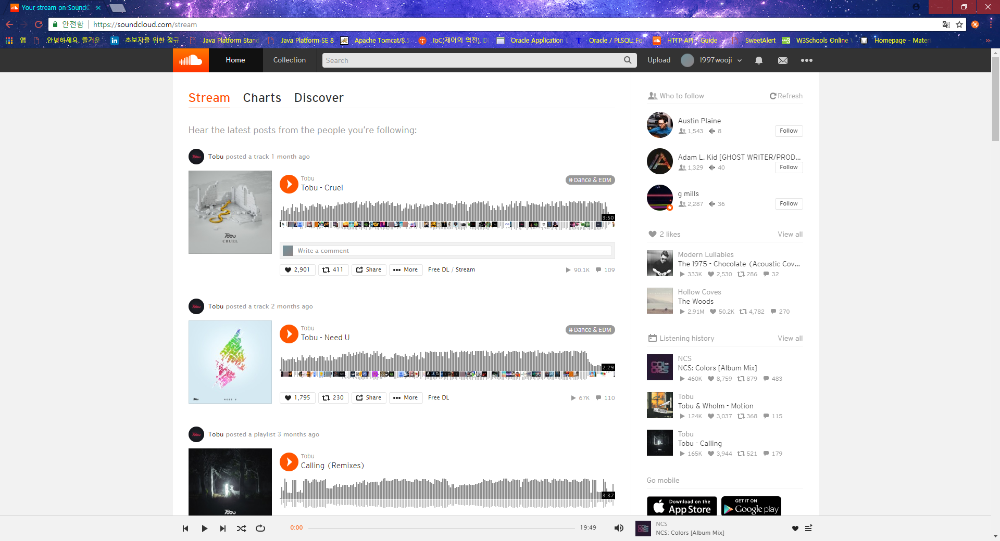 Your stream on SoundC
안전함 | https://soundcloud.com/stream
앱 안녕하세요. 즐거운 초보자를 위한 정규 Java Platform Stand Java Platform SE 8 Apache Tomcat/8.5 IoC(제어의 역전), D Oracle Application Oracle / PLSQL: HTTP API - Guide SweetAlert W3Schools Online Homepage - Materi
Home Collection Search Upload 1997wooji
Stream Charts Discover
Hear the latest posts from the people you're following:
Tobu posted a track 1 month ago
Tobu
# Dance & EDM
Tobu - Cruel
3:50
Tobu
CRUEL
Write a comment
2,901 411 Share More Free DL / Stream 90.1K 109
Tobu posted a track 2 months ago
Tobu
# Dance & EDM
Tobu - Need U
2:29
1,795 230 Share More Free DL 67K 110
Tobu posted a playlist 3 months ago
Tobu
Calling (Remixes)
3:37
Tobu
Who to follow Refresh
Austin Plaine
1,543 8 Follow
Adam L. Kid [GHOST WRITER/PROD...
1,329 40 Follow
g mills
2,287 36 Follow
2 likes View all
Modern Lullabies
The 1975 - Chocolate (Acoustic Cov...
333K 2,530 286 32
Hollow Coves
The Woods
2.91M 50.2K 4,782 270
Listening history View all
NCS
NCS: Colors [Album Mix]
460K 8,759 879 483
Tobu
Tobu & Wholm - Motion
124K 3,037 368 115
Tobu
Tobu - Calling
165K 3,944 521 179
Go mobile
Download on the App Store
GET IT ON Google play
0:00 19:49
NCS
NCS: Colors [Album Mix]